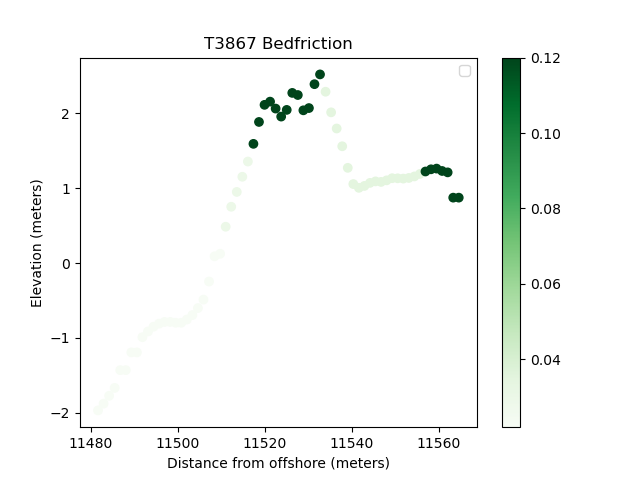 T3867 Bedfriction
Elevation (meters)
2
1
0
−1
−2
11480 11500 11520 11540 11560
Distance from offshore (meters)
0.12
0.10
0.08
0.06
0.04